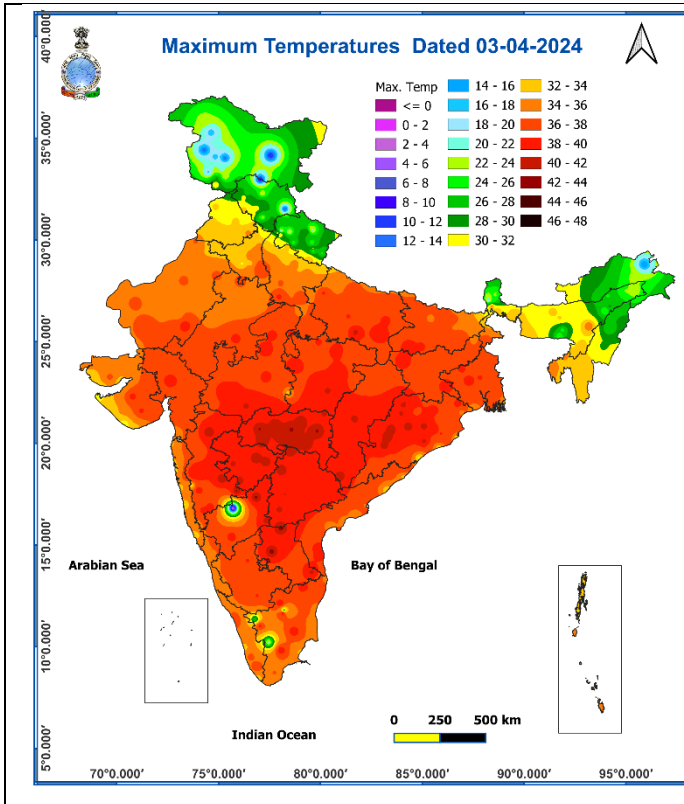 Maximum Temperatures Dated 03-04-2024
Max. Temp
<= 0
0 - 2
2 - 4
4 - 6
6 - 8
8 - 10
10 - 12
12 - 14
14 - 16
16 - 18
18 - 20
20 - 22
22 - 24
24 - 26
26 - 28
28 - 30
30 - 32
32 - 34
34 - 36
36 - 38
38 - 40
40 - 42
42 - 44
44 - 46
46 - 48
40°0.000′
35°0.000′
30°0.000′
25°0.000′
20°0.000′
15°0.000′
10°0.000′
5°0.000′
Arabian Sea
Bay of Bengal
Indian Ocean
0 250 500 km
70°0.000′ 75°0.000′ 80°0.000′ 85°0.000′ 90°0.000′ 95°0.000′